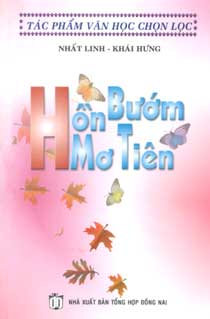 TÁC PHẨM VĂN HỌC CHỌN LỌC
NHẤT LINH - KHÁI HƯNG
Hồn Bướm
Mơ Tiên
NHÀ XUẤT BẢN TỔNG HỢP ĐỒNG NAI